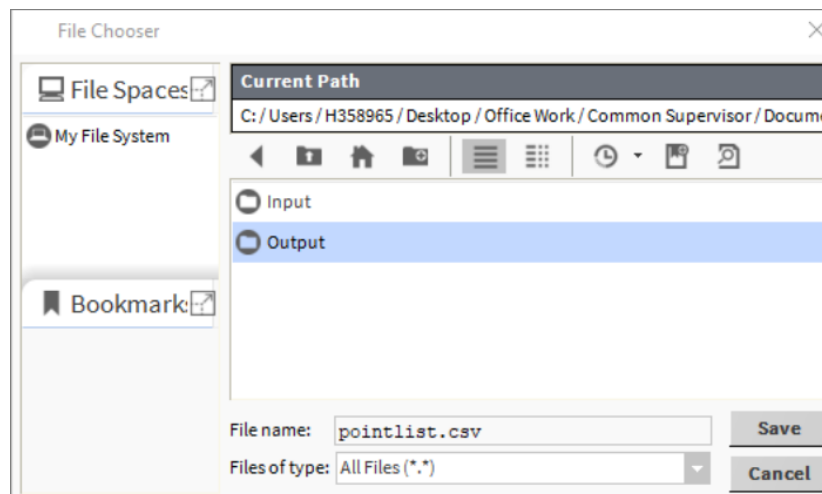 File Chooser
File Spaces
My File System
Bookmark
Current Path
C: / Users / H358965 / Desktop / Office Work / Common Supervisor / Docum
Input
Output
File name: pointlist.csv
Save
Files of type: All Files (*.*)
Cancel